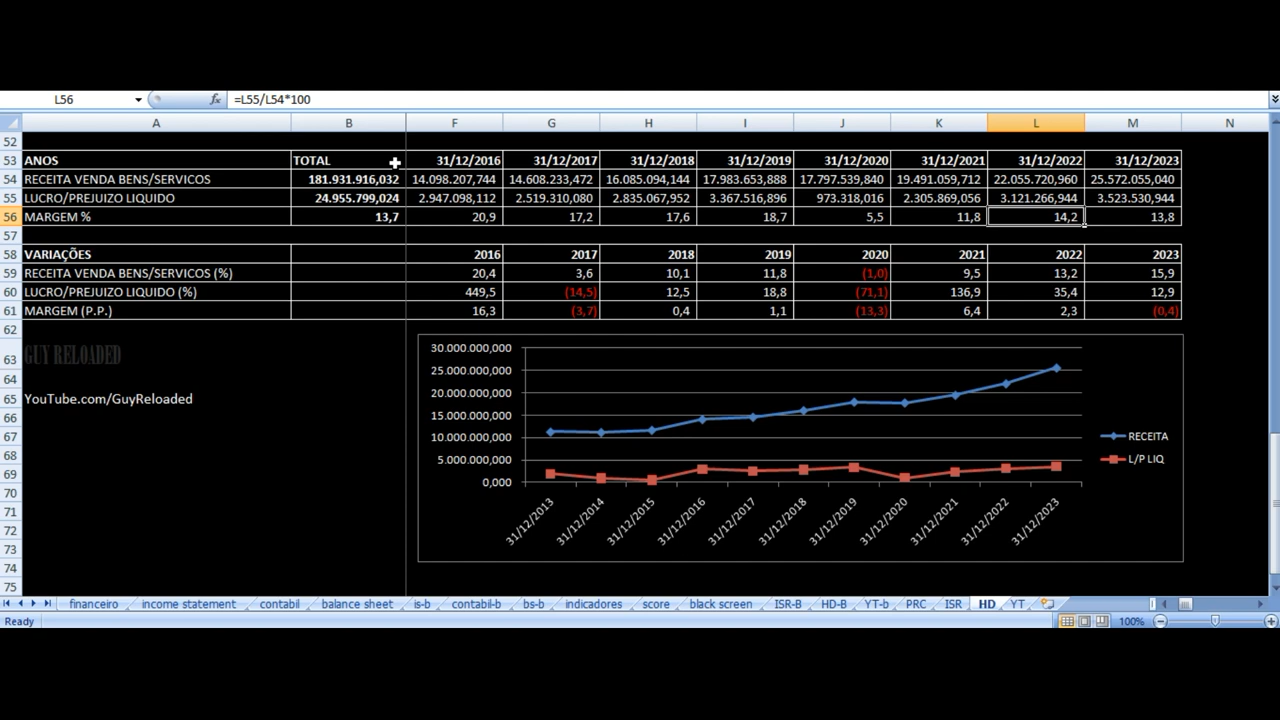 L56 fx =L55/L54*100
A B F G H I J K L M N
52
53 ANOS TOTAL 31/12/2016 31/12/2017 31/12/2018 31/12/2019 31/12/2020 31/12/2021 31/12/2022 31/12/2023
54 RECEITA VENDA BENS/SERVICOS 181.931.916,032 14.098.207,744 14.608.233,472 16.085.094,144 17.983.653,888 17.797.539,840 19.491.059,712 22.055.720,960 25.572.055,040
55 LUCRO/PREJUIZO LIQUIDO 24.955.799,024 2.947.098,112 2.519.310,080 2.835.067,952 3.367.516,896 973.318,016 2.305.869,056 3.121.266,944 3.523.530,944
56 MARGEM % 13,7 20,9 17,2 17,6 18,7 5,5 11,8 14,2 13,8
57
58 VARIAÇÕES 2016 2017 2018 2019 2020 2021 2022 2023
59 RECEITA VENDA BENS/SERVICOS (%) 20,4 3,6 10,1 11,8 (1,0) 9,5 13,2 15,9
60 LUCRO/PREJUIZO LIQUIDO (%) 449,5 (14,5) 12,5 18,8 (71,1) 136,9 35,4 12,9
61 MARGEM (P.P.) 16,3 (3,7) 0,4 1,1 (13,3) 6,4 2,3 (0,4)
62
63 GUY RELOADED
64
65 YouTube.com/GuyReloaded
66
67
68
69
70
71
72
73
74
75
30.000.000,000
25.000.000,000
20.000.000,000
15.000.000,000
10.000.000,000
5.000.000,000
0,000
31/12/2013 31/12/2014 31/12/2015 31/12/2016 31/12/2017 31/12/2018 31/12/2019 31/12/2020 31/12/2021 31/12/2022 31/12/2023
RECEITA
L/P LIQ
financeiro income statement contabil balance sheet is-b contabil-b bs-b indicadores score black screen ISR-B HD-B YT-b PRC ISR HD YT
Ready 100%